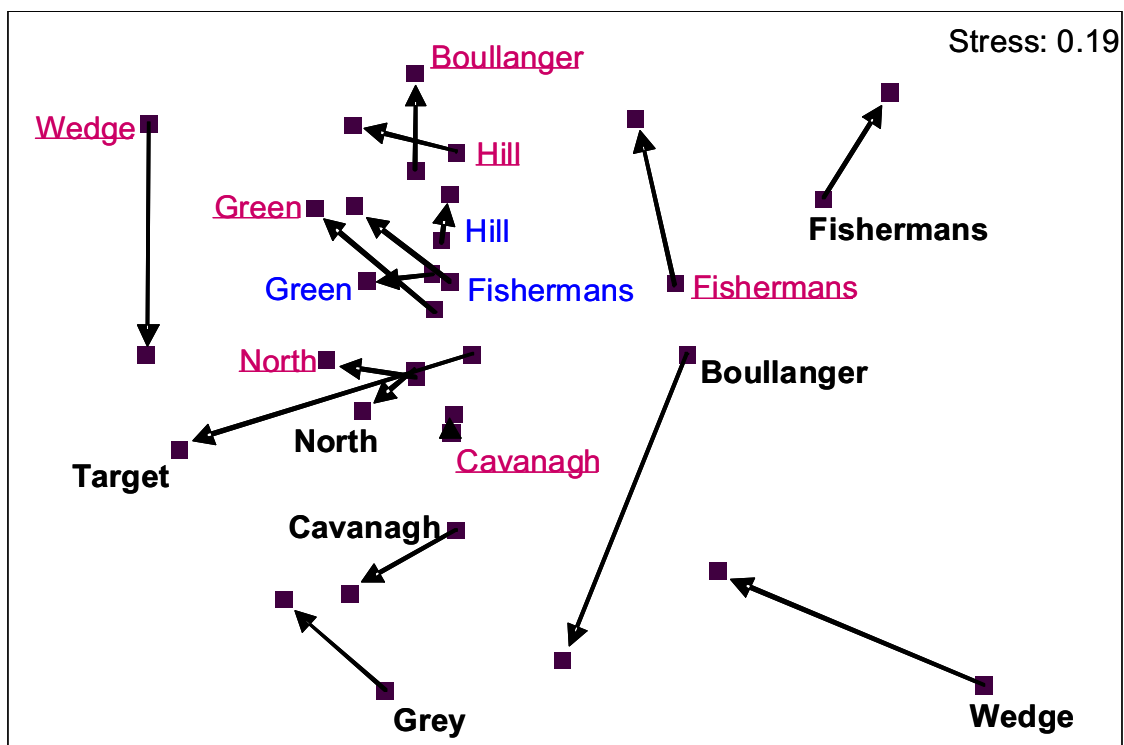 Stress: 0.19
Boullanger
Wedge
Hill
Green
Hill
Fishermans
Green
Fishermans
Fishermans
North
Boullanger
North
Cavanagh
Target
Cavanagh
Grey
Wedge